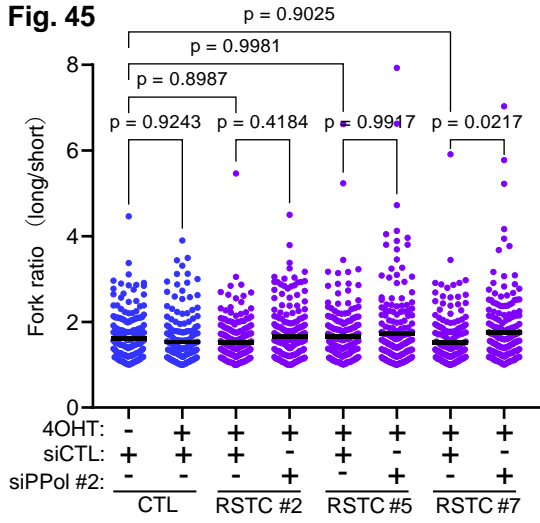 Fig. 45
p = 0.9025
p = 0.9981
p = 0.8987
p = 0.9243 p = 0.4184 p = 0.9917 p = 0.0217
Fork ratio (long/short)
8
6
4
2
0
4OHT: - + + + + + + +
siCTL: + + + - + - + -
siPPol #2: - - - + - + - +
CTL RSTC #2 RSTC #5 RSTC #7